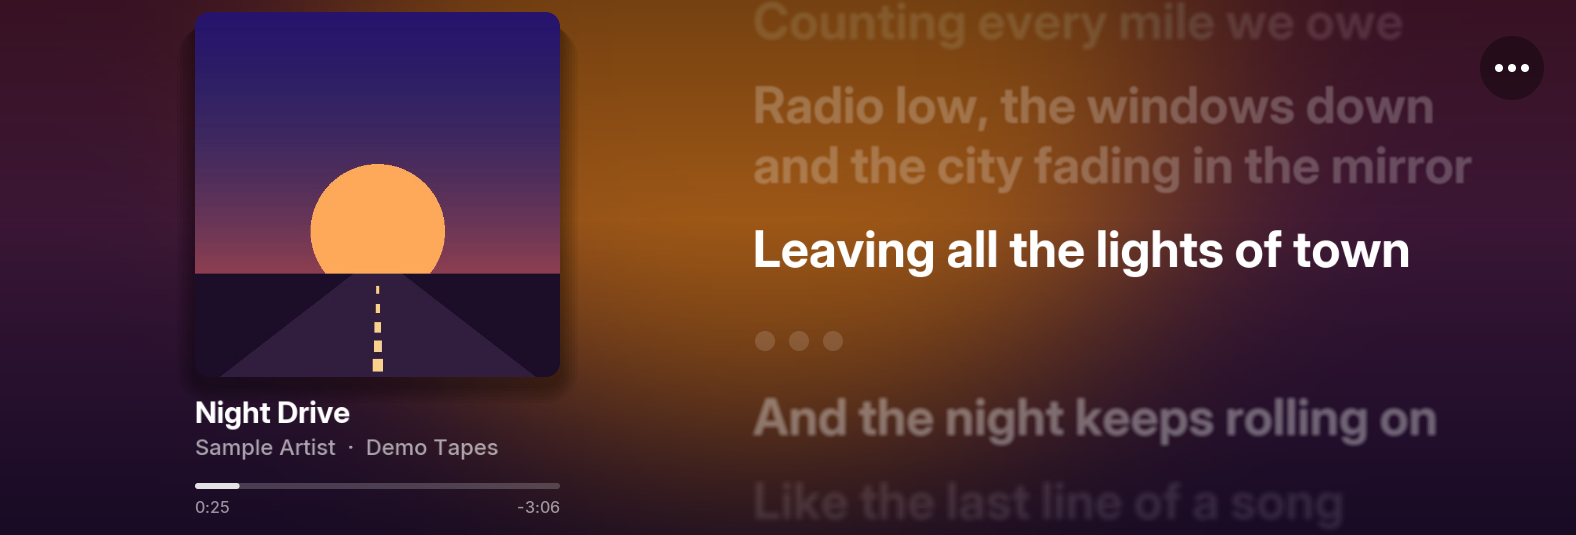 Night Drive
Sample Artist · Demo Tapes
0:25
-3:06
Counting every mile we owe
Radio low, the windows down
and the city fading in the mirror
Leaving all the lights of town
And the night keeps rolling on
Like the last line of a song